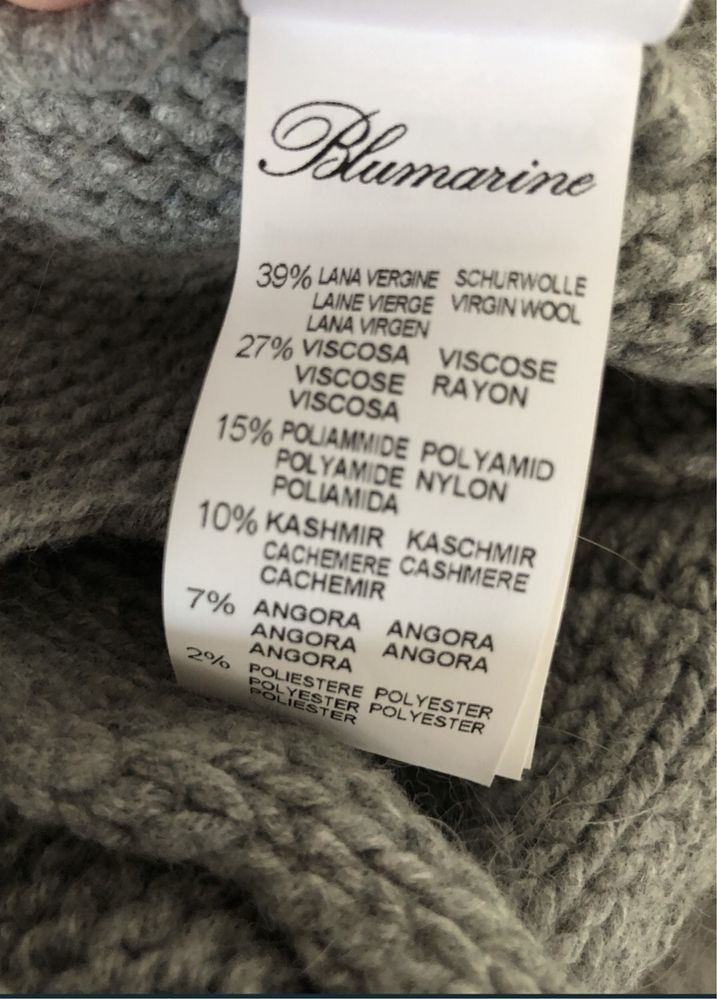 Blumarine
39% LANA VERGINE SCHURWOLLE
LAINE VIERGE VIRGIN WOOL
LANA VIRGEN
27% VISCOSA VISCOSE
VISCOSE RAYON
VISCOSA
15% POLIAMMIDE POLYAMID
POLYAMIDE NYLON
POLIAMIDA
10% KASHMIR KASCHMIR
CACHEMERE CASHMERE
CACHEMIR
7% ANGORA ANGORA
ANGORA ANGORA
ANGORA
2% POLIESTERE POLYESTER
POLYESTER POLYESTER
POLIESTER